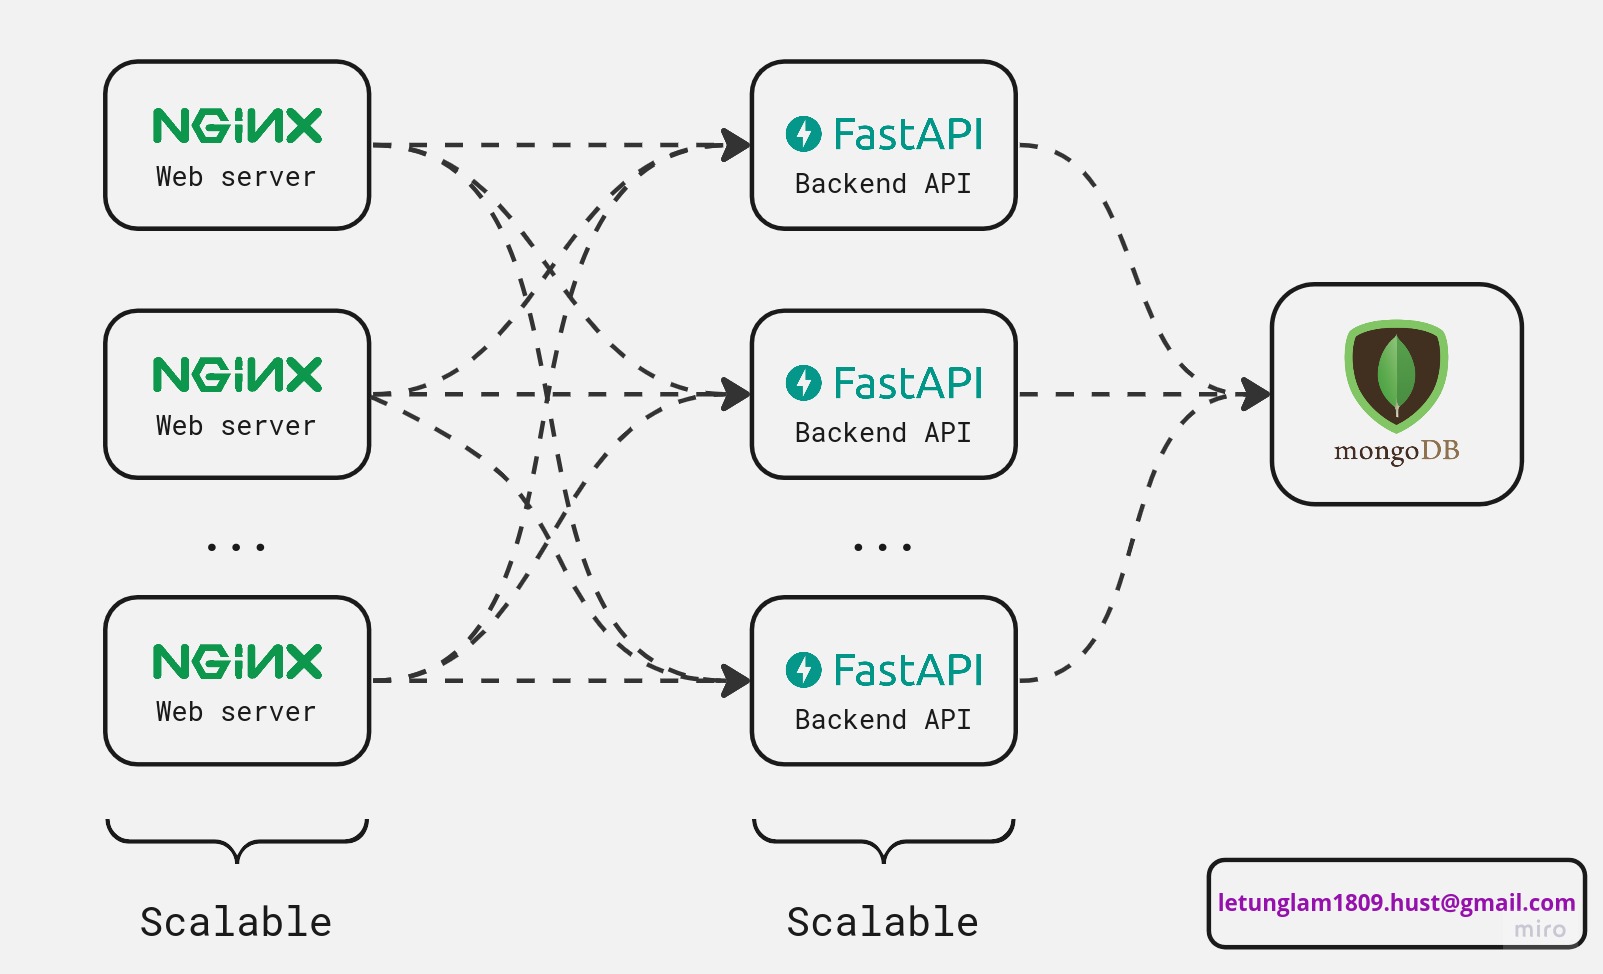 NGiNX
Web server
FastAPI
Backend API
NGiNX
Web server
FastAPI
Backend API
mongoDB
...
...
NGiNX
Web server
FastAPI
Backend API
Scalable
Scalable
letunglam1809.hust@gmail.com
miro